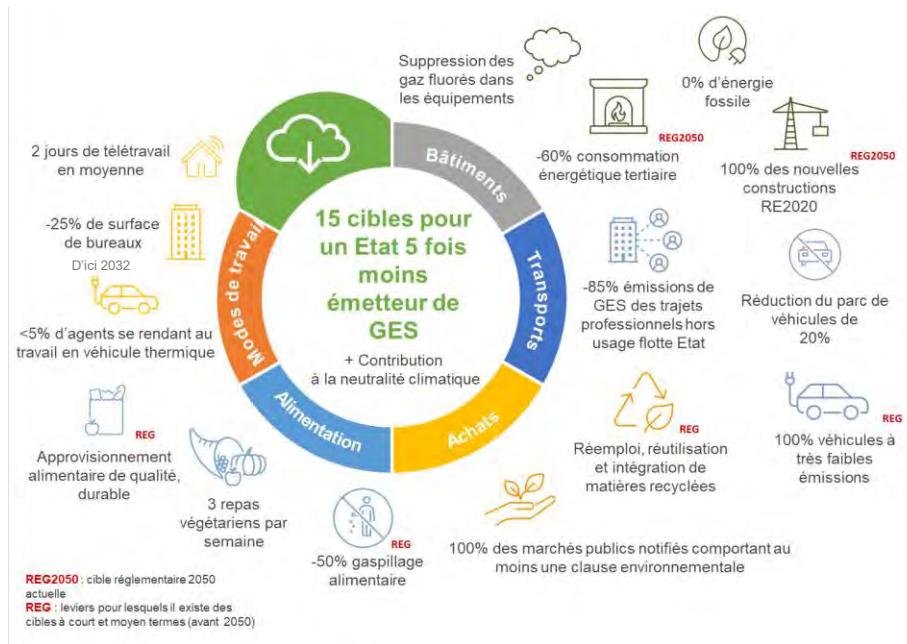 Suppression des
gaz fluorés dans
les équipements
0% d'énergie
fossile
REG2050
-60% consommation
énergétique tertiaire
REG2050
100% des nouvelles
constructions
RE2020
2 jours de télétravail
en moyenne
-25% de surface
de bureaux
D'ici 2032
<5% d'agents se rendant au
travail en véhicule thermique
Bâtiments
Transports
Achats
Alimentation
Modes de travail
15 cibles pour
un Etat 5 fois
moins
émetteur de
GES
+ Contribution
à la neutralité climatique
-85% émissions de
GES des trajets
professionnels hors
usage flotte Etat
Réduction du parc de
véhicules de
20%
REG
Approvisionnement
alimentaire de qualité,
durable
3 repas
végétariens par
semaine
REG
-50% gaspillage
alimentaire
REG
Réemploi, réutilisation
et intégration de
matières recyclées
REG
100% véhicules à
très faibles
émissions
100% des marchés publics notifiés comportant au
moins une clause environnementale
REG2050 : cible réglementaire 2050
actuelle
REG : leviers pour lesquels il existe des
cibles à court et moyen termes (avant 2050)